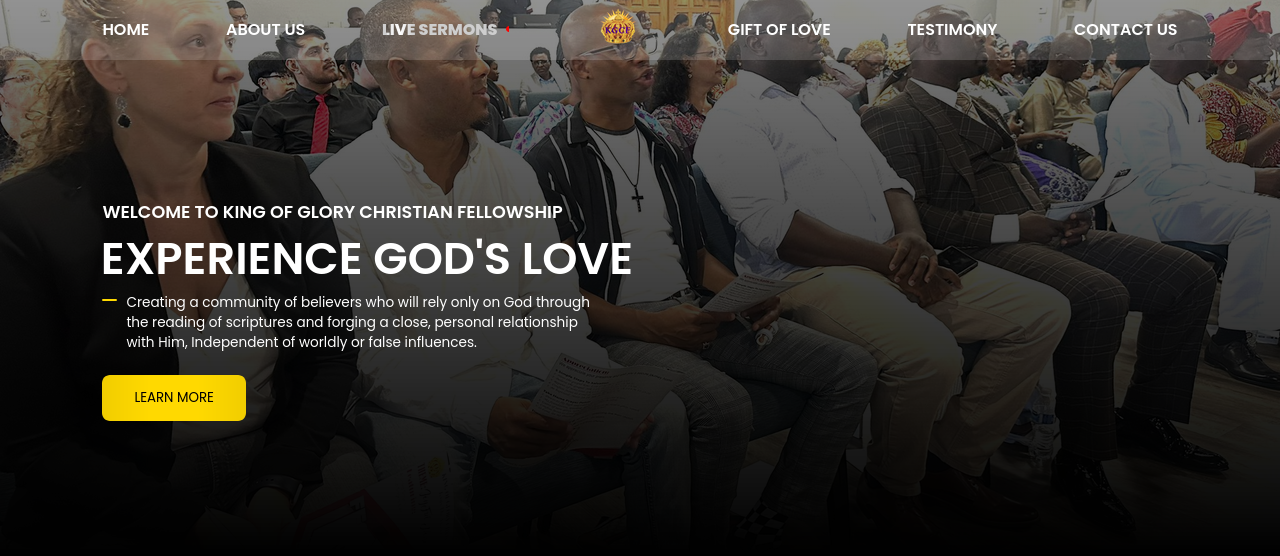 HOME
ABOUT US
LIVE SERMONS
KGCF
GIFT OF LOVE
TESTIMONY
CONTACT US
WELCOME TO KING OF GLORY CHRISTIAN FELLOWSHIP
EXPERIENCE GOD'S LOVE
Creating a community of believers who will rely only on God through
the reading of scriptures and forging a close, personal relationship
with Him, Independent of worldly or false influences.
LEARN MORE